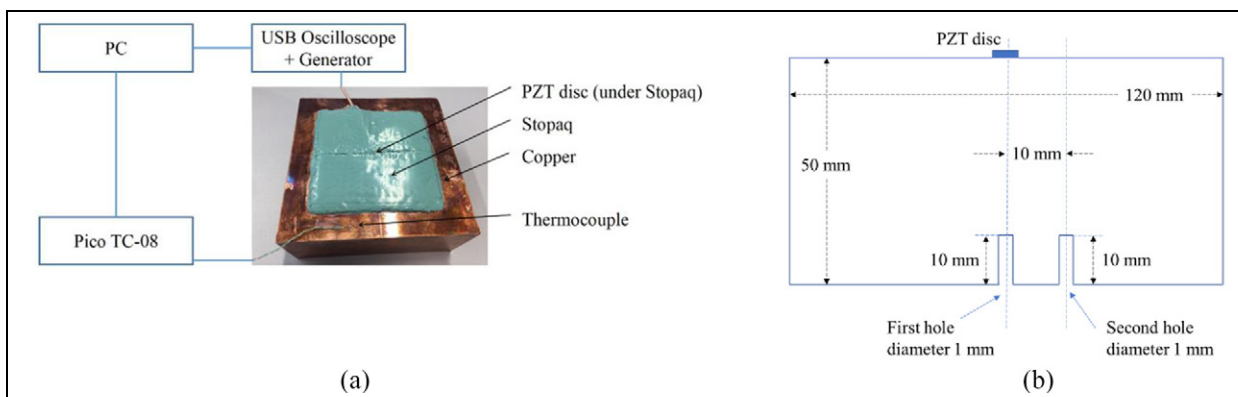 PC
USB Oscilloscope
+ Generator
PZT disc (under Stopaq)
Stopaq
Copper
Thermocouple
Pico TC-08
(a)
PZT disc
120 mm
50 mm
10 mm
10 mm
10 mm
First hole
diameter 1 mm
Second hole
diameter 1 mm
(b)